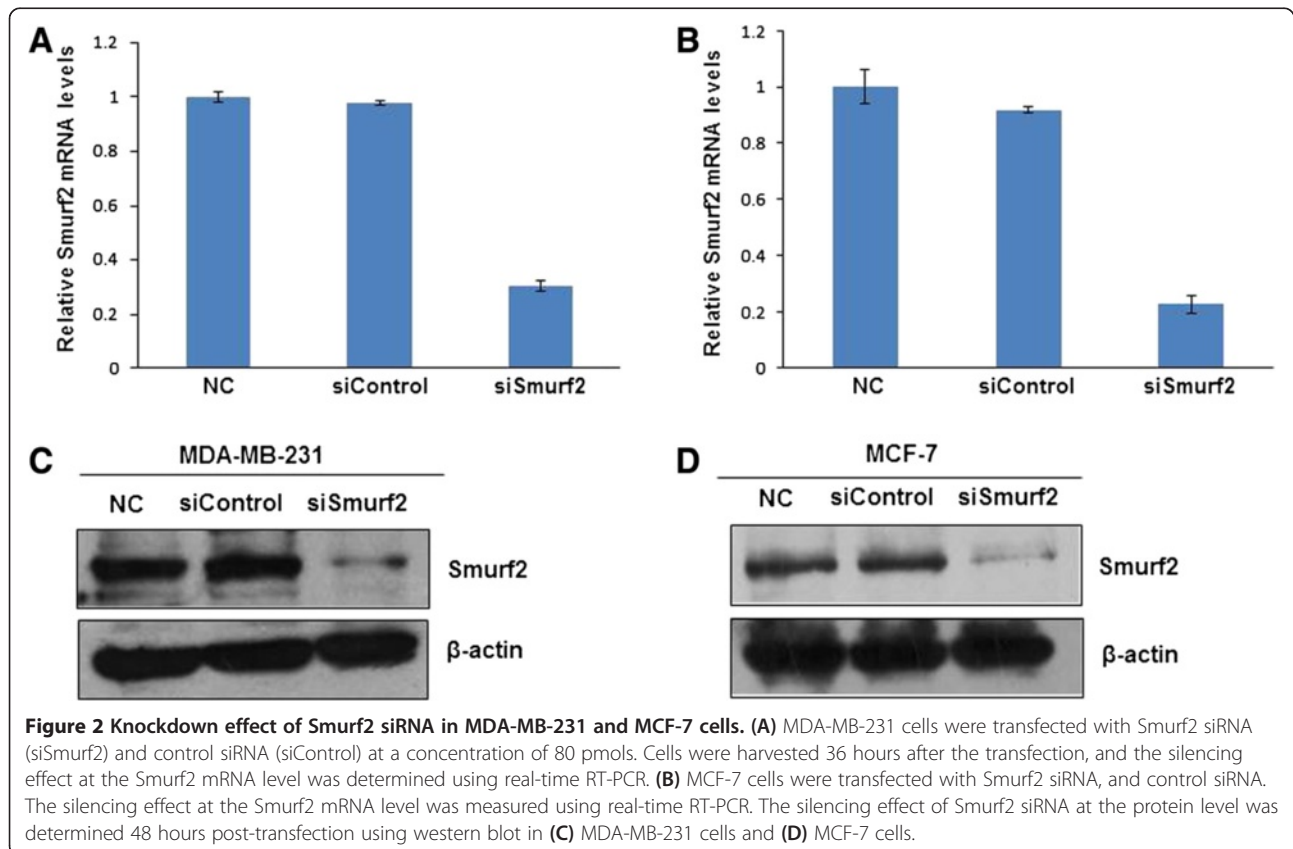 A
Relative Smurf2 mRNA levels
1.2
1
0.8
0.6
0.4
0.2
0
NC siControl siSmurf2
B
Relative Smurf2 mRNA levels
1.2
1
0.8
0.6
0.4
0.2
0
NC siControl siSmurf2
C
MDA-MB-231
NC siControl siSmurf2
Smurf2
β-actin
D
MCF-7
NC siControl siSmurf2
Smurf2
β-actin
Figure 2 Knockdown effect of Smurf2 siRNA in MDA-MB-231 and MCF-7 cells. (A) MDA-MB-231 cells were transfected with Smurf2 siRNA
(siSmurf2) and control siRNA (siControl) at a concentration of 80 pmols. Cells were harvested 36 hours after the transfection, and the silencing
effect at the Smurf2 mRNA level was determined using real-time RT-PCR. (B) MCF-7 cells were transfected with Smurf2 siRNA, and control siRNA.
The silencing effect at the Smurf2 mRNA level was measured using real-time RT-PCR. The silencing effect of Smurf2 siRNA at the protein level was
determined 48 hours post-transfection using western blot in (C) MDA-MB-231 cells and (D) MCF-7 cells.